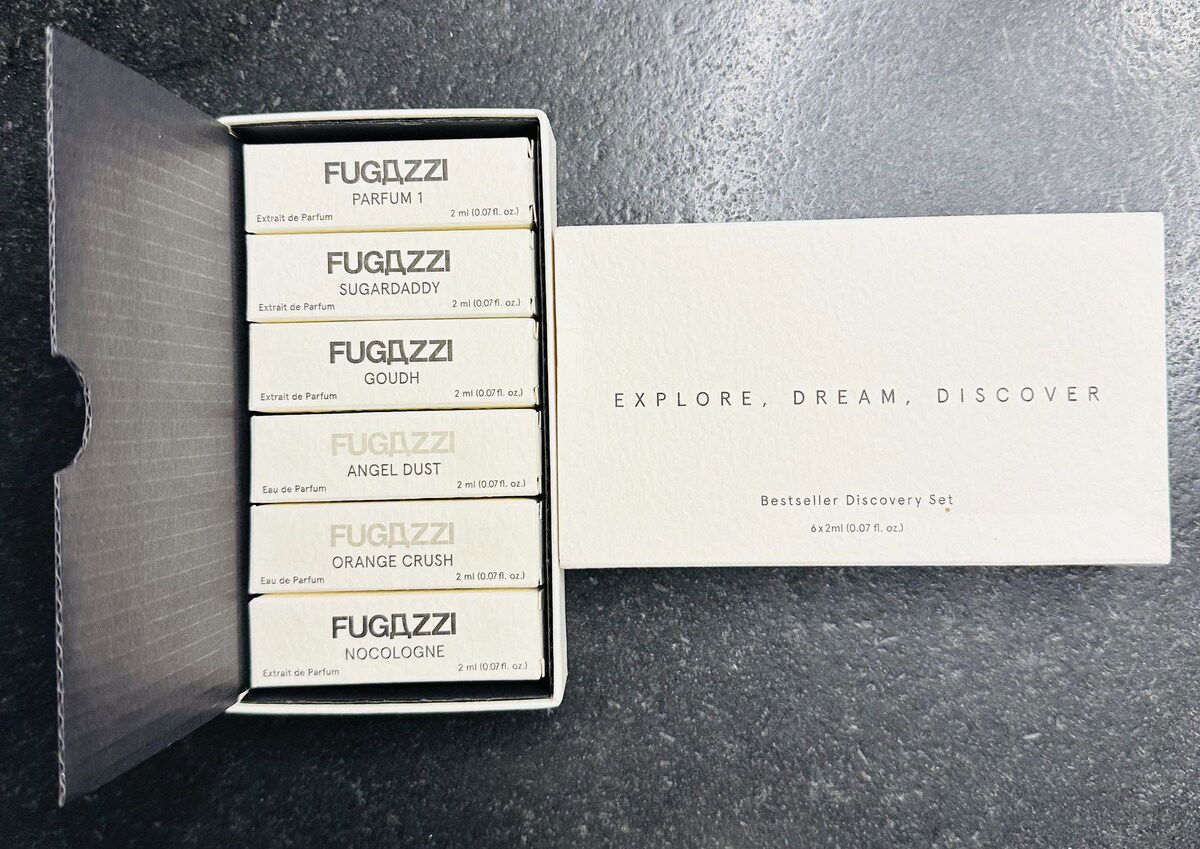 FUGAZZI
PARFUM 1
Extrait de Parfum 2 ml (0.07 fl. oz.)
FUGAZZI
SUGARDADDY
Extrait de Parfum 2 ml (0.07 fl. oz.)
FUGAZZI
GOUDH
Extrait de Parfum 2 ml (0.07 fl. oz.)
FUGAZZI
ANGEL DUST
Eau de Parfum 2 ml (0.07 fl. oz.)
FUGAZZI
ORANGE CRUSH
Eau de Parfum 2 ml (0.07 fl. oz.)
FUGAZZI
NOCOLOGNE
Extrait de Parfum 2 ml (0.07 fl. oz.)
EXPLORE, DREAM, DISCOVER
Bestseller Discovery Set
6x2ml (0.07 fl. oz.)